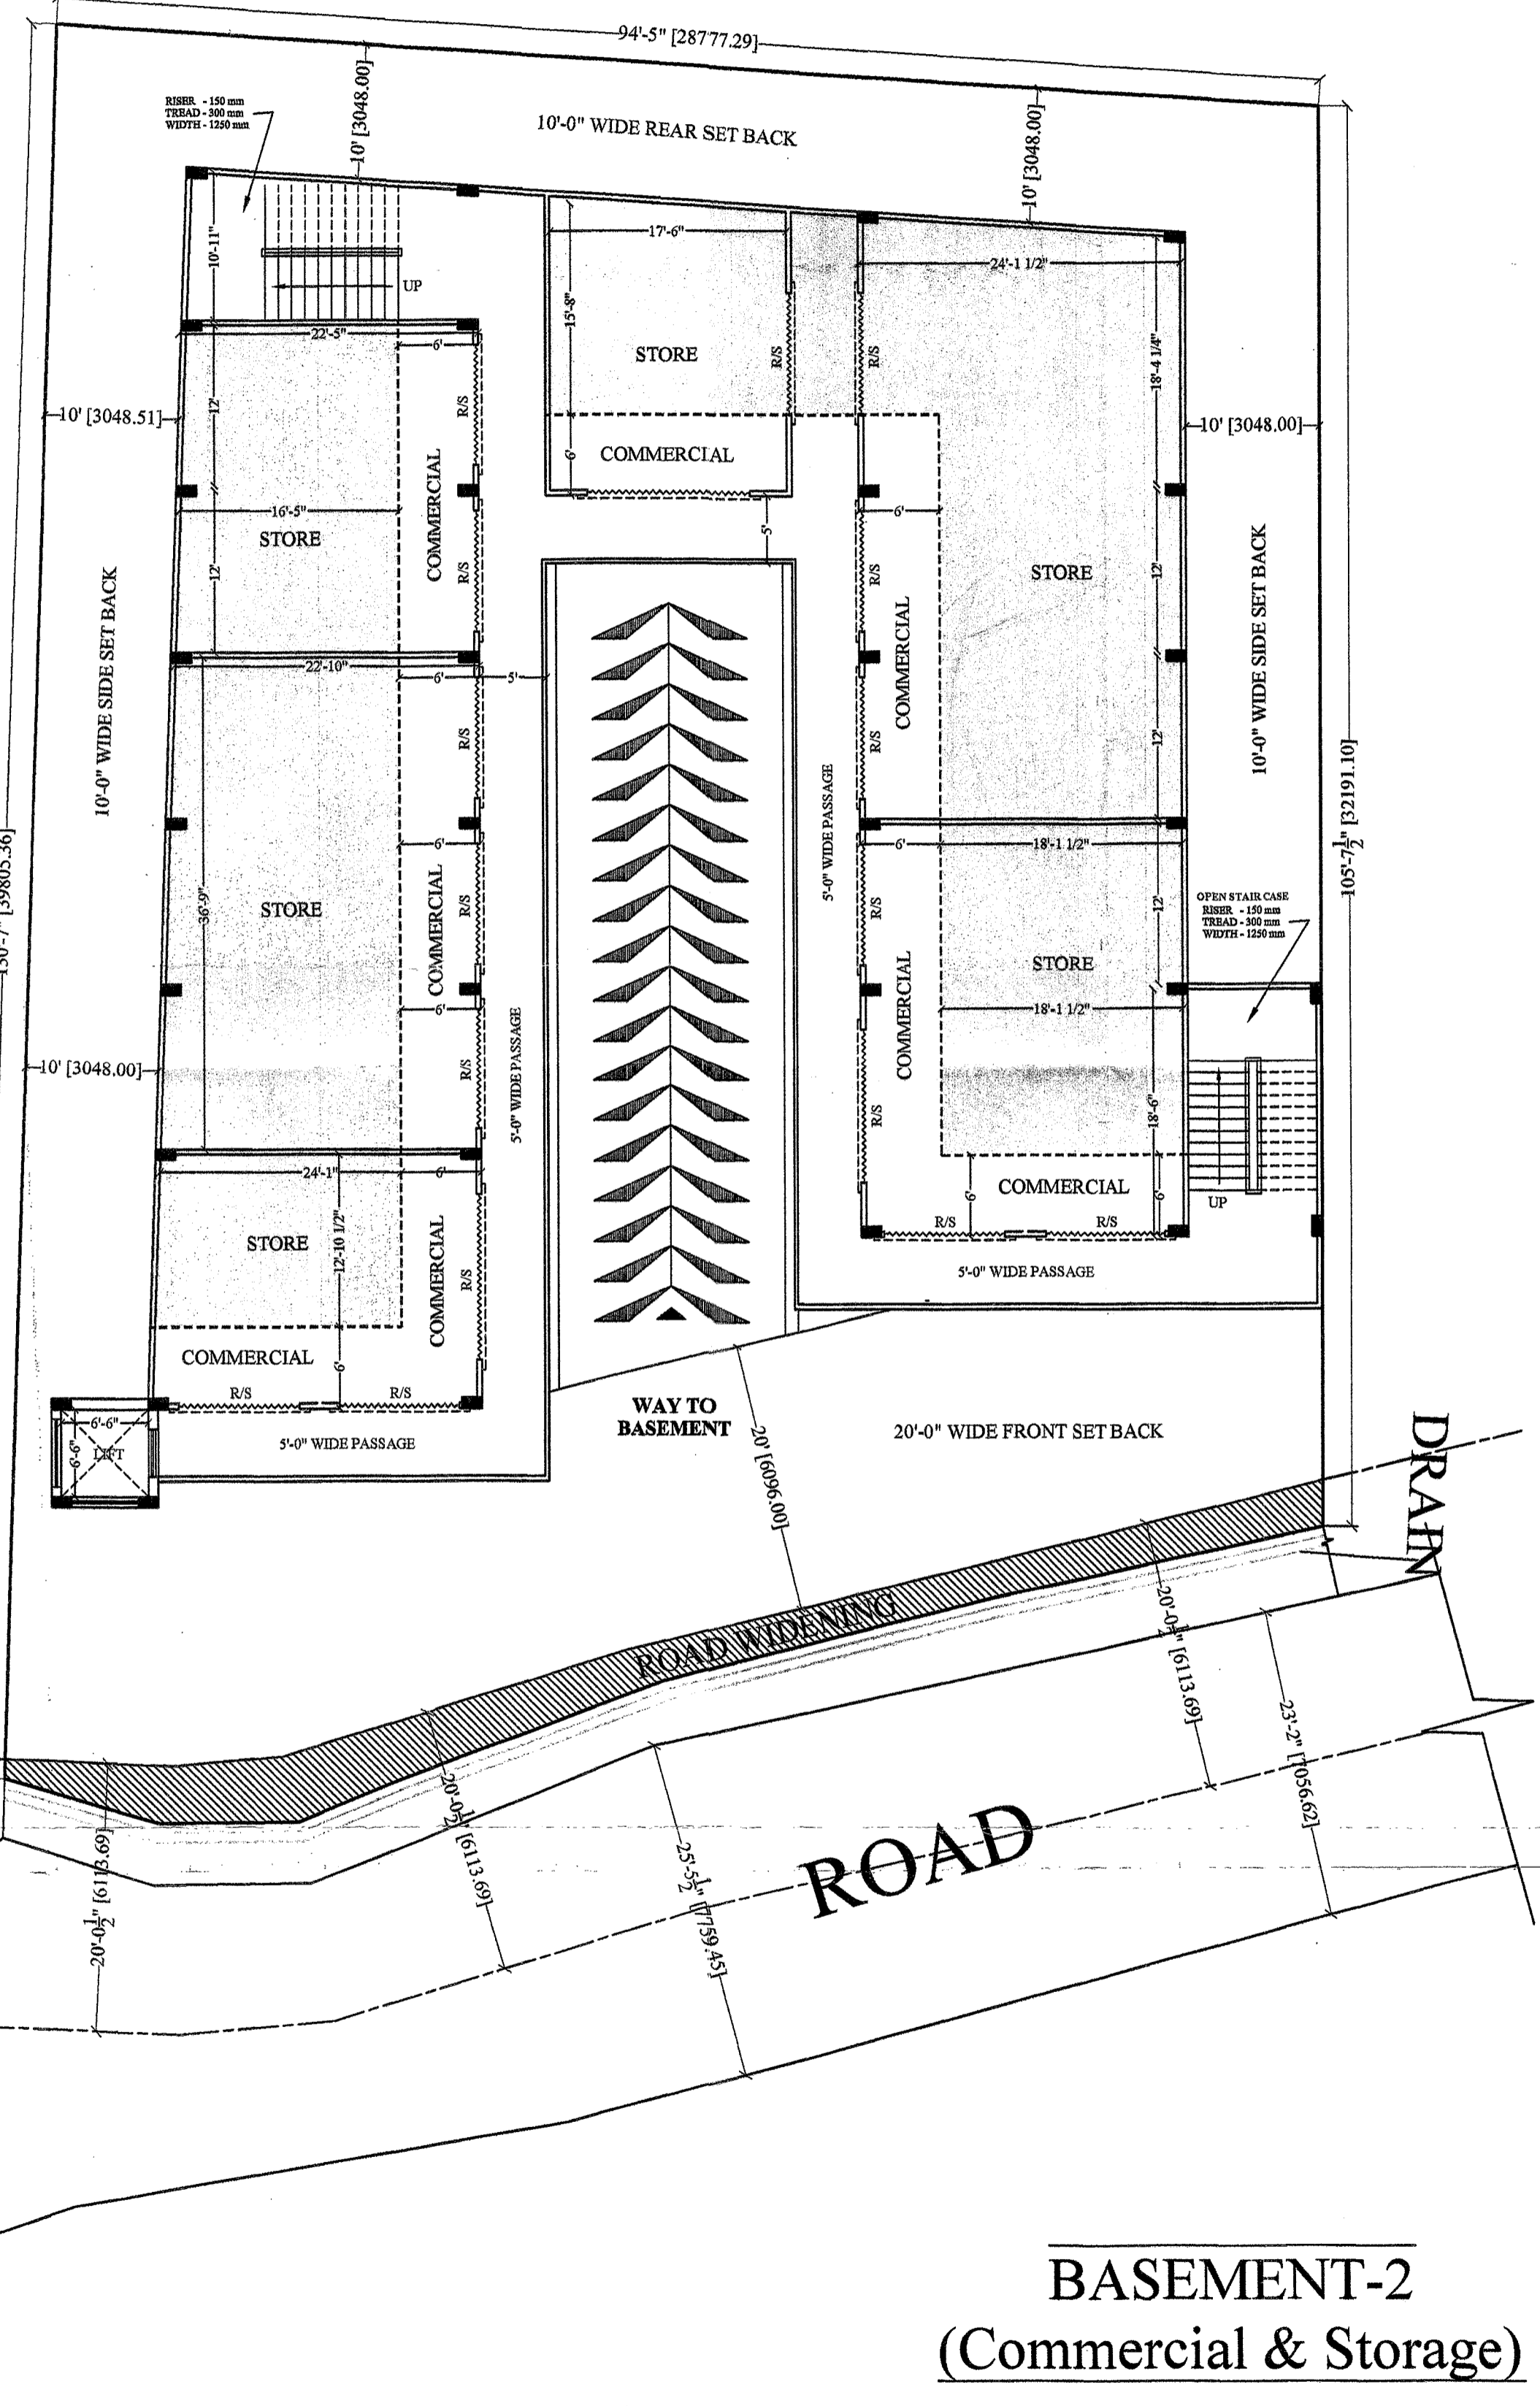 94'-5" [28777.29]
RISER - 150 mm
TREAD - 300 mm
WIDTH - 1250 mm
10' [3048.00]
10'-0" WIDE REAR SET BACK
10' [3048.00]
10'-11"
UP
17'-6"
24'-1 1/2"
15'-8"
18'-4 1/4"
22'-5"
6'
STORE
R/S
R/S
12'
R/S
10' [3048.51]
10' [3048.00]
COMMERCIAL
6'
COMMERCIAL
16'-5"
STORE
6'
5'
12'
R/S
R/S
STORE
12'
10'-0" WIDE SIDE SET BACK
10'-0" WIDE SIDE SET BACK
COMMERCIAL
22'-10"
6'
5'
R/S
R/S
12'
5'-0" WIDE PASSAGE
105'-7 1/2" [32191.10]
130'-7" [39805.36]
6'
6'
18'-1 1/2"
36'-9"
STORE
COMMERCIAL
R/S
R/S
12'
OPEN STAIR CASE
RISER - 150 mm
TREAD - 300 mm
WIDTH - 1250 mm
STORE
COMMERCIAL
6'
18'-1 1/2"
10' [3048.00]
R/S
5'-0" WIDE PASSAGE
R/S
18'-6"
24'-1"
6'
6'
COMMERCIAL
6'
UP
STORE
12'-10 1/2"
COMMERCIAL
R/S
R/S
R/S
5'-0" WIDE PASSAGE
COMMERCIAL
6'
R/S
R/S
6'-6"
6'-6"
LIFT
5'-0" WIDE PASSAGE
WAY TO
BASEMENT
20' [6096.00]
20'-0" WIDE FRONT SET BACK
DRAIN
ROAD WIDENING
20'-0 1/2" [6113.69]
23'-2" [7056.62]
20'-0 1/2" [6113.69]
20'-0 1/2" [6113.69]
25'-5 1/2" [7759.45]
ROAD
BASEMENT-2
(Commercial & Storage)